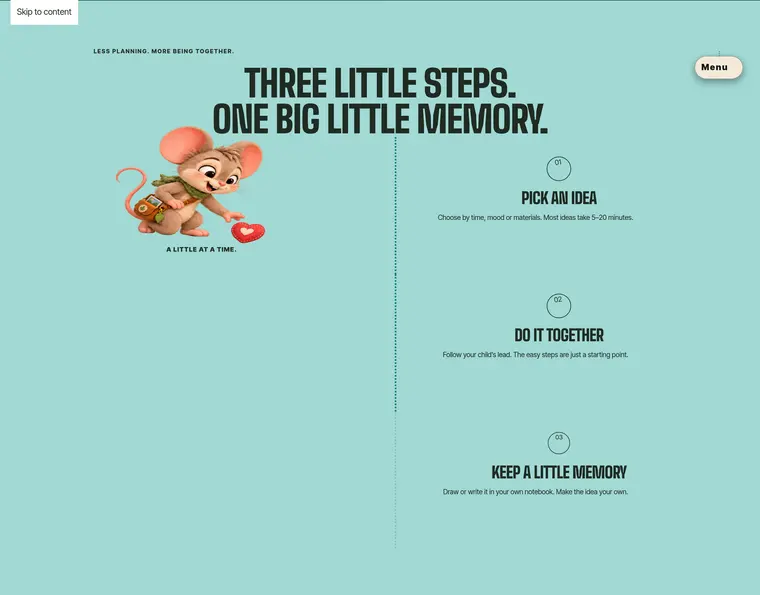 Skip to content
LESS PLANNING. MORE BEING TOGETHER.
Menu
THREE LITTLE STEPS.
ONE BIG LITTLE MEMORY.
A LITTLE AT A TIME.
01
PICK AN IDEA
Choose by time, mood or materials. Most ideas take 5–20 minutes.
02
DO IT TOGETHER
Follow your child's lead. The easy steps are just a starting point.
03
KEEP A LITTLE MEMORY
Draw or write it in your own notebook. Make the idea your own.